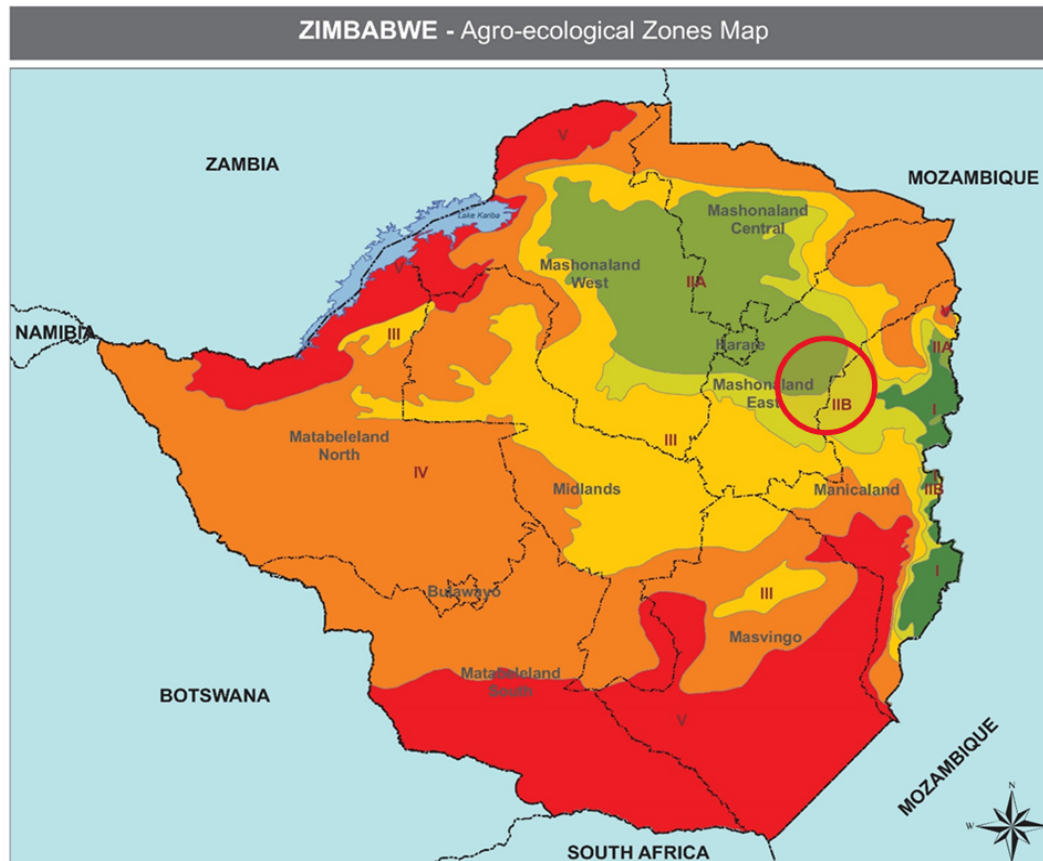 ZIMBABWE - Agro-ecological Zones Map
V
ZAMBIA
MOZAMBIQUE
Lake Kariba
Mashonaland
Central
Mashonaland
West
V
IIA
NAMIBIA
III
V
Harare
IIA
Mashonaland
East
IIB
I
Matabeleland
North
IV
III
Midlands
Manicaland
I
IIB
Bulawayo
III
I
Masvingo
Matabeleland
South
BOTSWANA
V
MOZAMBIQUE
N
W
SOUTH AFRICA